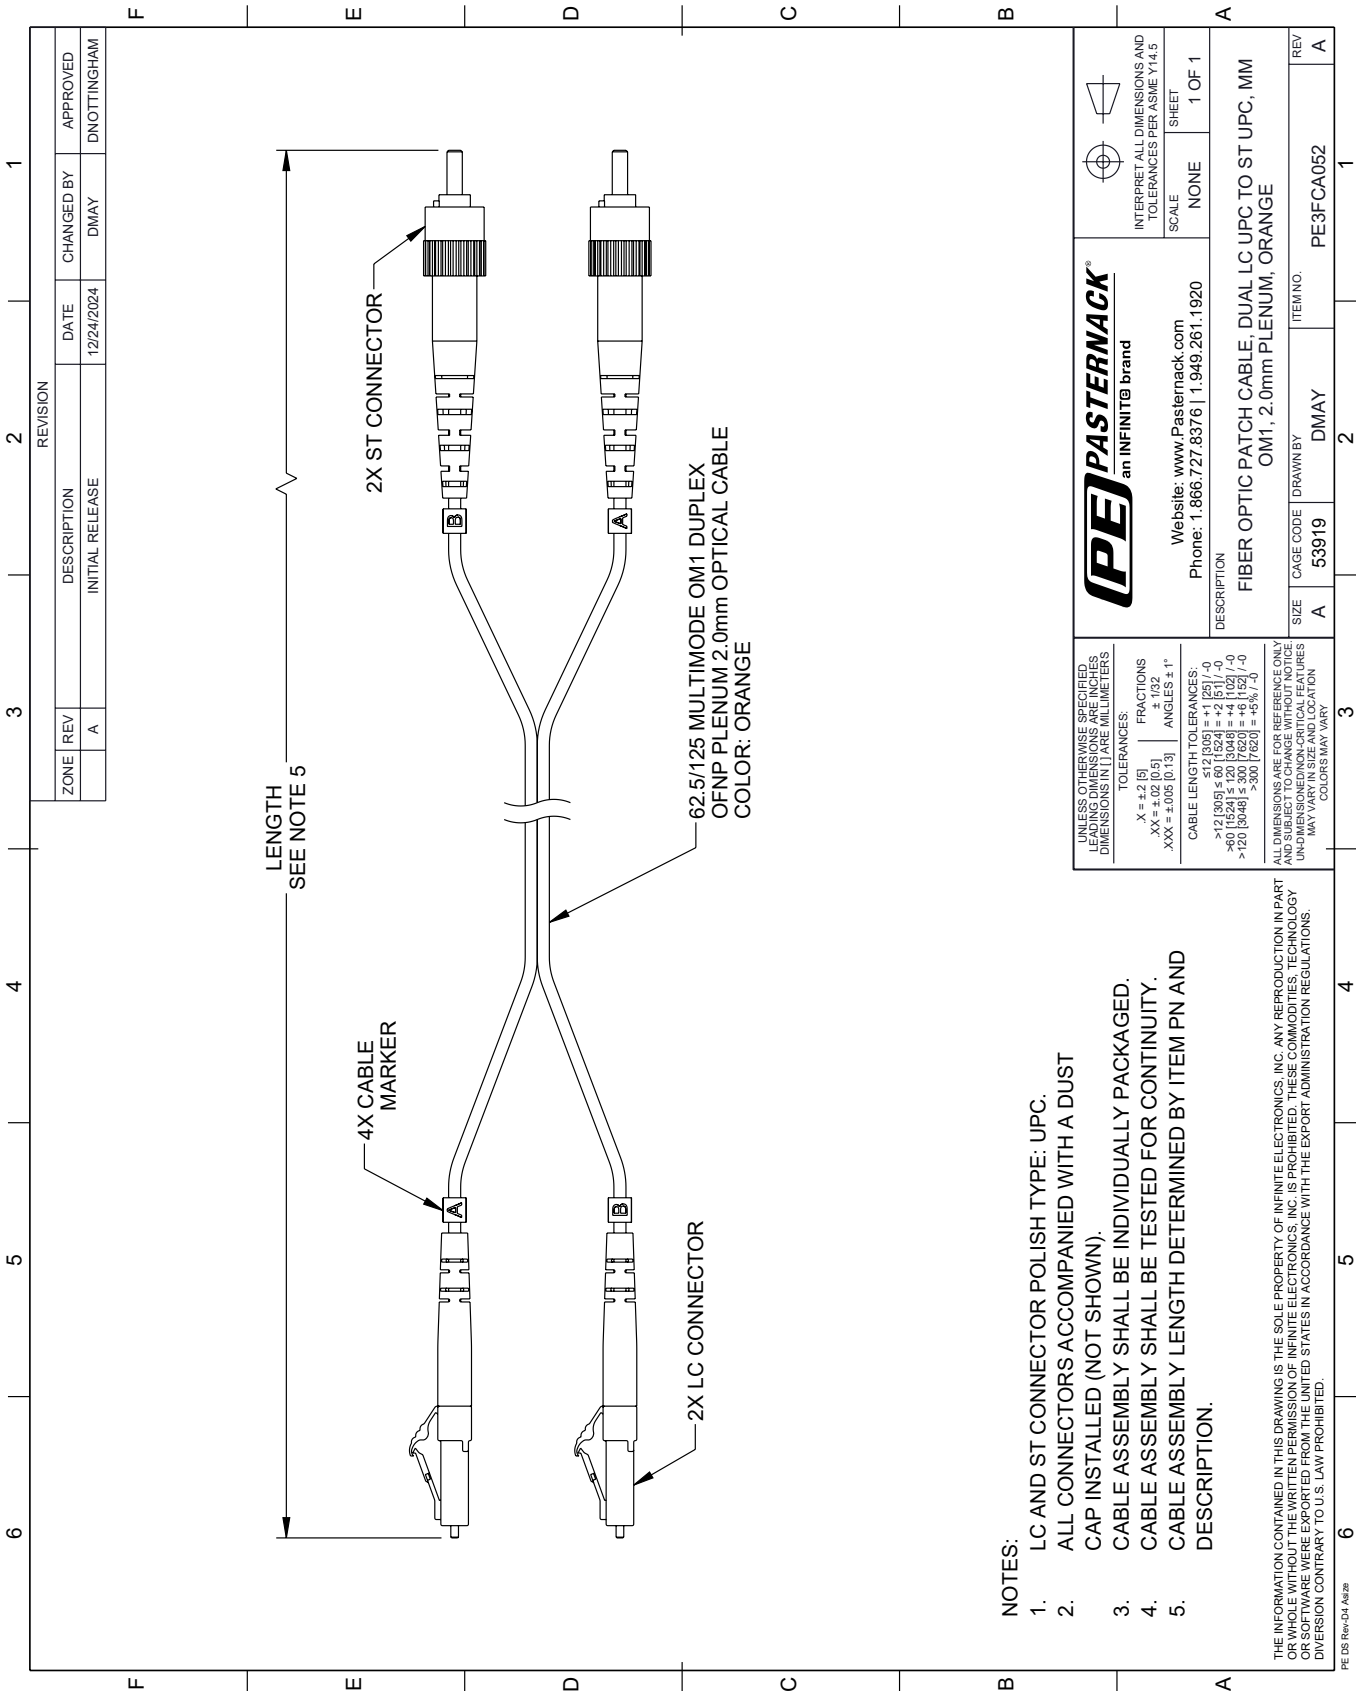 6
5
4
3
2
1
F
E
D
C
B
A
REVISION
ZONE REV DESCRIPTION DATE CHANGED BY APPROVED
A INITIAL RELEASE 12/24/2024 DMAY DNOTTINGHAM
LENGTH
SEE NOTE 5
4X CABLE
MARKER
2X ST CONNECTOR
A
B
B
A
2X LC CONNECTOR
62.5/125 MULTIMODE OM1 DUPLEX
OFNP PLENUM 2.0mm OPTICAL CABLE
COLOR: ORANGE
NOTES:
1. LC AND ST CONNECTOR POLISH TYPE: UPC.
2. ALL CONNECTORS ACCOMPANIED WITH A DUST
CAP INSTALLED (NOT SHOWN).
3. CABLE ASSEMBLY SHALL BE INDIVIDUALLY PACKAGED.
4. CABLE ASSEMBLY SHALL BE TESTED FOR CONTINUITY.
5. CABLE ASSEMBLY LENGTH DETERMINED BY ITEM PN AND
DESCRIPTION.
THE INFORMATION CONTAINED IN THIS DRAWING IS THE SOLE PROPERTY OF INFINITE ELECTRONICS, INC. ANY REPRODUCTION IN PART
OR WHOLE WITHOUT THE WRITTEN PERMISSION OF INFINITE ELECTRONICS, INC. IS PROHIBITED. THESE COMMODITIES, TECHNOLOGY
OR SOFTWARE WERE EXPORTED FROM THE UNITED STATES IN ACCORDANCE WITH THE EXPORT ADMINISTRATION REGULATIONS.
DIVERSION CONTRARY TO U.S. LAW PROHIBITED.
UNLESS OTHERWISE SPECIFIED
LEADING DIMENSIONS ARE INCHES
DIMENSIONS IN [ ] ARE MILLIMETERS
TOLERANCES:
.X = ±.2 [5] FRACTIONS
.XX = ±.02 [0.5] ± 1/32
.XXX = ±.005 [0.13] ANGLES ± 1°
CABLE LENGTH TOLERANCES:
≤12 [305] = +1 [25] / -0
>12 [305] ≤ 60 [1524] = +2 [51] / -0
>60 [1524] ≤ 120 [3048] = +4 [102] / -0
>120 [3048] ≤ 300 [7620] = +6 [152] / -0
>300 [7620] = +5% / -0
ALL DIMENSIONS ARE FOR REFERENCE ONLY
AND SUBJECT TO CHANGE WITHOUT NOTICE.
UN-DIMENSIONED/NON-CRITICAL FEATURES
MAY VARY IN SIZE AND LOCATION
COLORS MAY VARY
PE PASTERNACK®
an INFINIT@ brand
Website: www.Pasternack.com
Phone: 1.866.727.8376 | 1.949.261.1920
INTERPRET ALL DIMENSIONS AND
TOLERANCES PER ASME Y14.5
SCALE SHEET
NONE 1 OF 1
DESCRIPTION
FIBER OPTIC PATCH CABLE, DUAL LC UPC TO ST UPC, MM
OM1, 2.0mm PLENUM, ORANGE
SIZE CAGE CODE DRAWN BY ITEM NO. REV
A 53919 DMAY PE3FCA052 A
6
5
4
3
2
1
F
E
D
C
B
A
PE DS Rev-D4 Asize